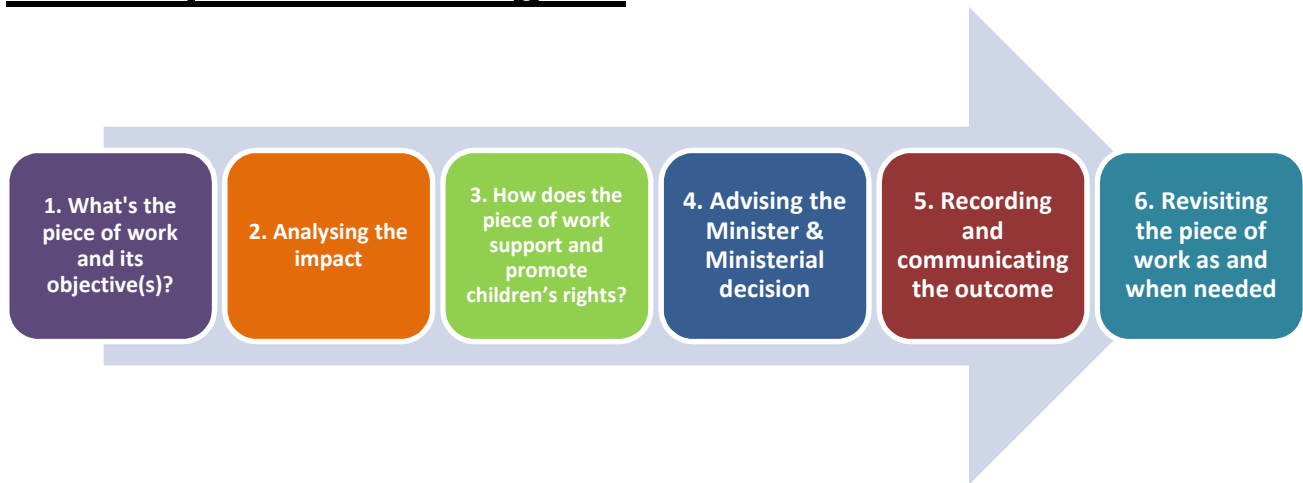 1. What's the
piece of work
and its
objective(s)?
2. Analysing the
impact
3. How does the
piece of work
support and
promote
children’s rights?
4. Advising the
Minister &
Ministerial
decision
5. Recording
and
communicating
the outcome
6. Revisiting
the piece of
work as and
when needed